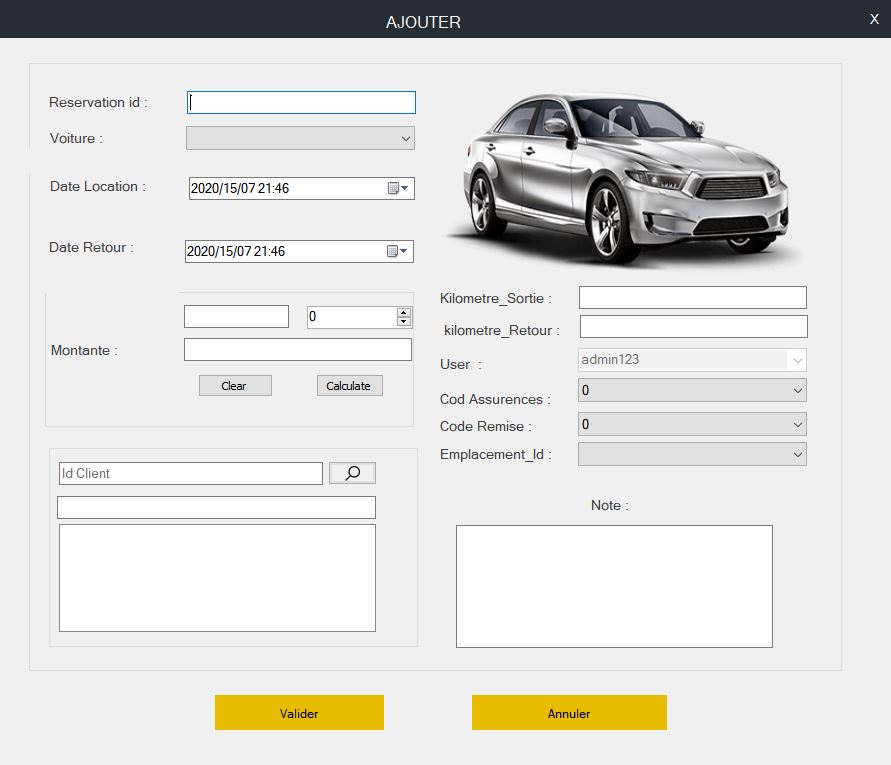 AJOUTER
X
Reservation id :
Voiture :
Date Location :
2020/15/07 21:46
Date Retour :
2020/15/07 21:46
0
Montante :
Clear
Calculate
Id Client
Kilometre_Sortie :
kilometre_Retour :
User :
admin123
Cod Assurences :
0
Code Remise :
0
Emplacement_Id :
Note :
Valider
Annuler